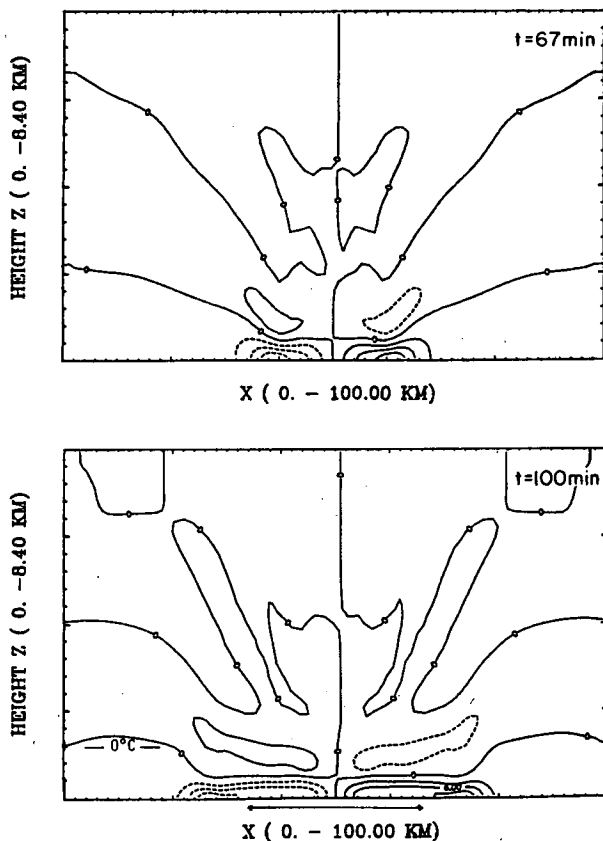 t=67min
HEIGHT Z ( 0. -8.40 KM)
X ( 0. - 100.00 KM)
t=100min
HEIGHT Z ( 0. -8.40 KM)
0°C
X ( 0. - 100.00 KM)